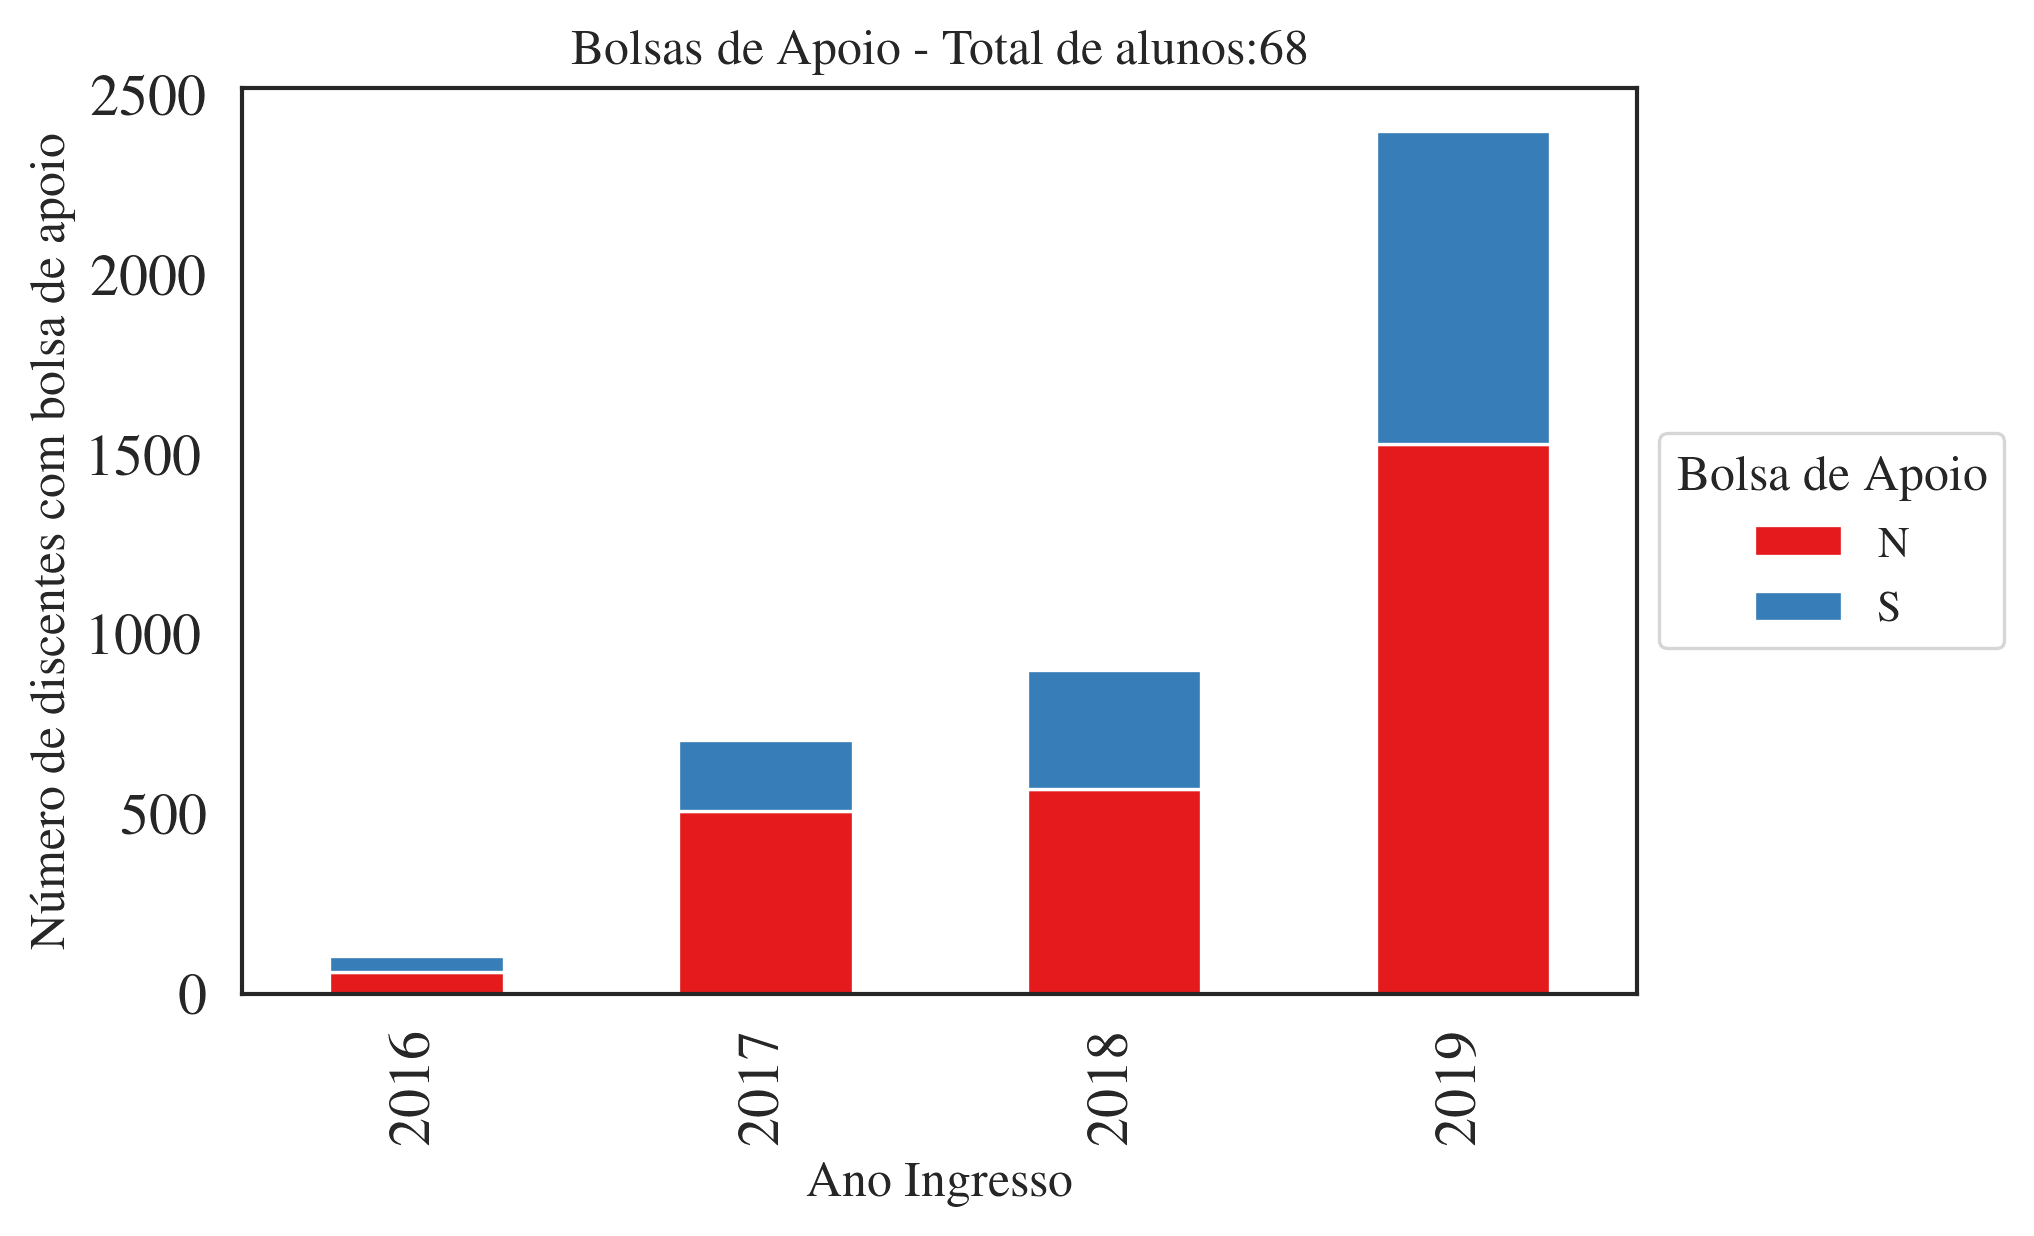 Bolsas de Apoio - Total de alunos:68
Número de discentes com bolsa de apoio
2500
2000
1500
1000
500
0
2016
2017
2018
2019
Ano Ingresso
Bolsa de Apoio
N
S